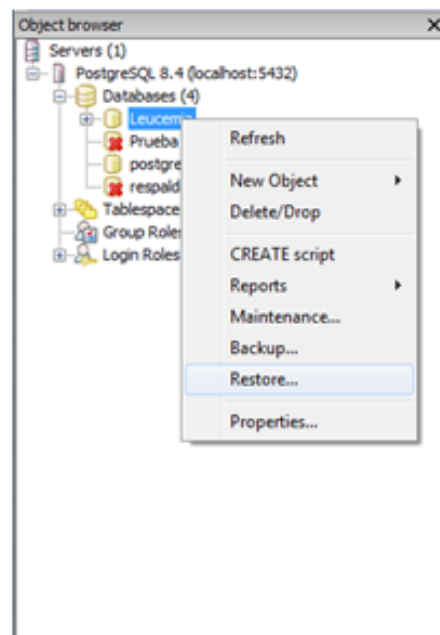 Object browser
Servers (1)
PostgreSQL 8.4 (localhost:5432)
Databases (4)
Leucemia
Prueba
postgre
respald
Tablespace
Group Roles
Login Roles
Refresh
New Object
Delete/Drop
CREATE script
Reports
Maintenance...
Backup...
Restore...
Properties...